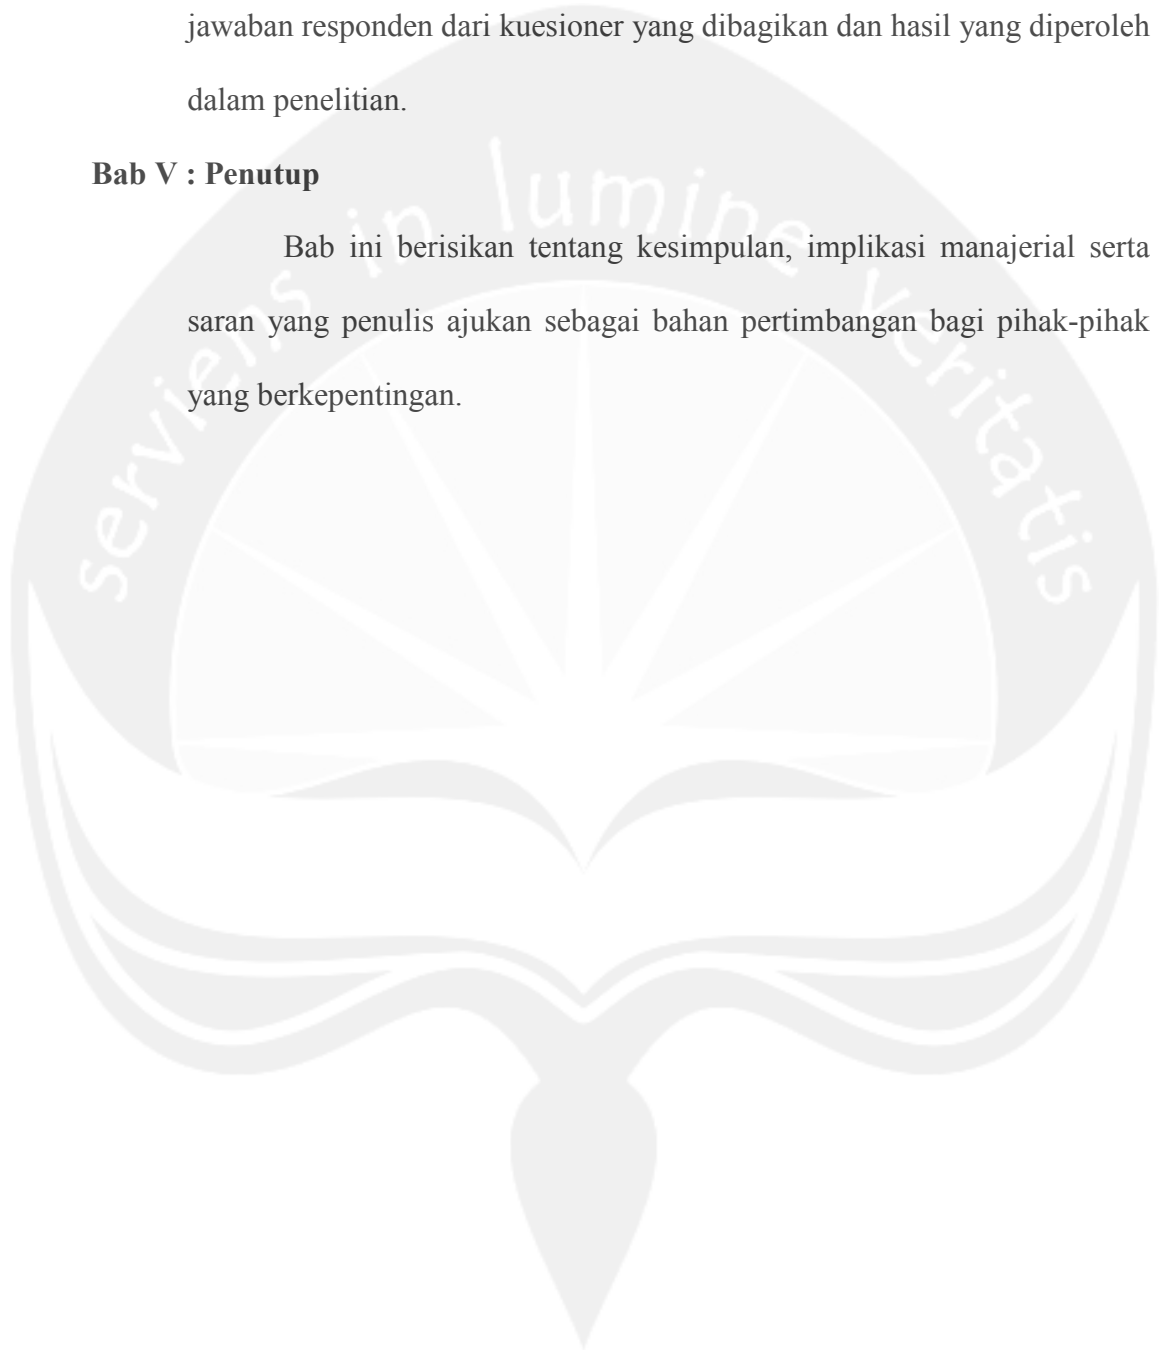 jawaban responden dari kuesioner yang dibagikan dan hasil yang diperoleh
dalam penelitian.
Bab V : Penutup
serviens in lumine veritatis
Bab ini berisikan tentang kesimpulan, implikasi manajerial serta
saran yang penulis ajukan sebagai bahan pertimbangan bagi pihak-pihak
yang berkepentingan.